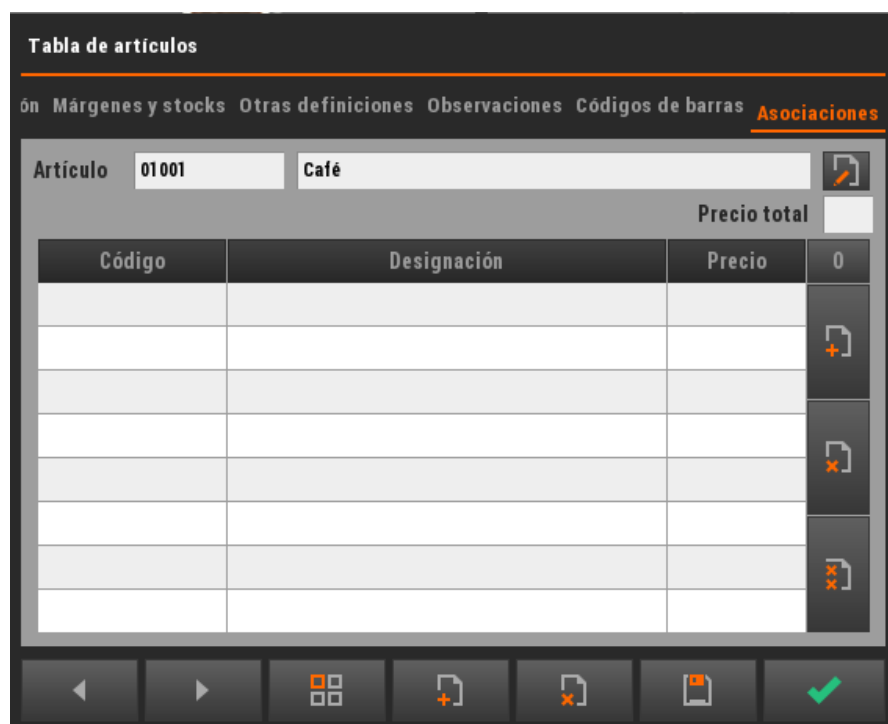 Tabla de artículos
ón Márgenes y stocks Otras definiciones Observaciones Códigos de barras Asociaciones
Artículo 01001 Café
Precio total
Código Designación Precio 0